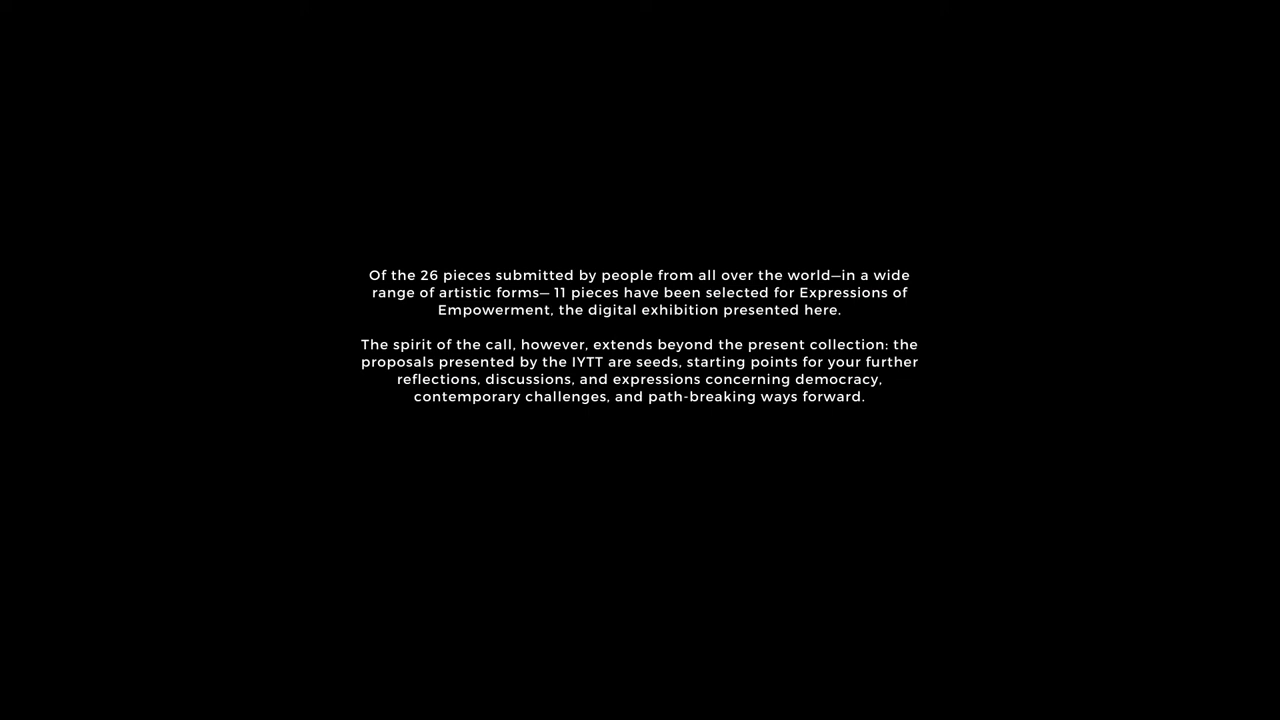 Of the 26 pieces submitted by people from all over the world—in a wide
range of artistic forms— 11 pieces have been selected for Expressions of
Empowerment, the digital exhibition presented here.
The spirit of the call, however, extends beyond the present collection: the
proposals presented by the IYTT are seeds, starting points for your further
reflections, discussions, and expressions concerning democracy,
contemporary challenges, and path-breaking ways forward.